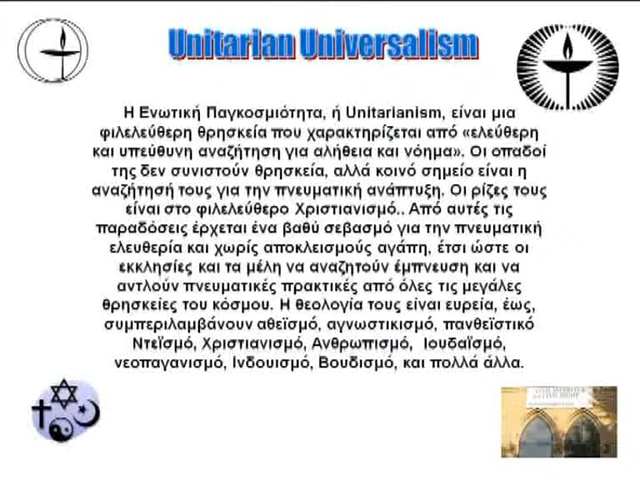 Unitarian Universalism
Η Ενωτική Παγκοσμιότητα, ή Unitarianism, είναι μια
φιλελεύθερη θρησκεία που χαρακτηρίζεται από «ελεύθερη
και υπεύθυνη αναζήτηση για αλήθεια και νόημα». Οι οπαδοί
της δεν συνιστούν θρησκεία, αλλά κοινό σημείο είναι η
αναζήτησή τους για την πνευματική ανάπτυξη. Οι ρίζες τους
είναι στο φιλελεύθερο Χριστιανισμό.. Από αυτές τις
παραδόσεις έρχεται ένα βαθύ σεβασμό για την πνευματική
ελευθερία και χωρίς αποκλεισμούς αγάπη, έτσι ώστε οι
εκκλησίες και τα μέλη να αναζητούν έμπνευση και να
αντλούν πνευματικές πρακτικές από όλες τις μεγάλες
θρησκείες του κόσμου. Η θεολογία τους είναι ευρεία, έως,
συμπεριλαμβάνουν αθεϊσμό, αγνωστικισμό, πανθεϊστικό
Ντεϊσμό, Χριστιανισμό, Ανθρωπισμό, Ιουδαϊσμό,
νεοπαγανισμό, Ινδουισμό, Βουδισμό, και πολλά άλλα.